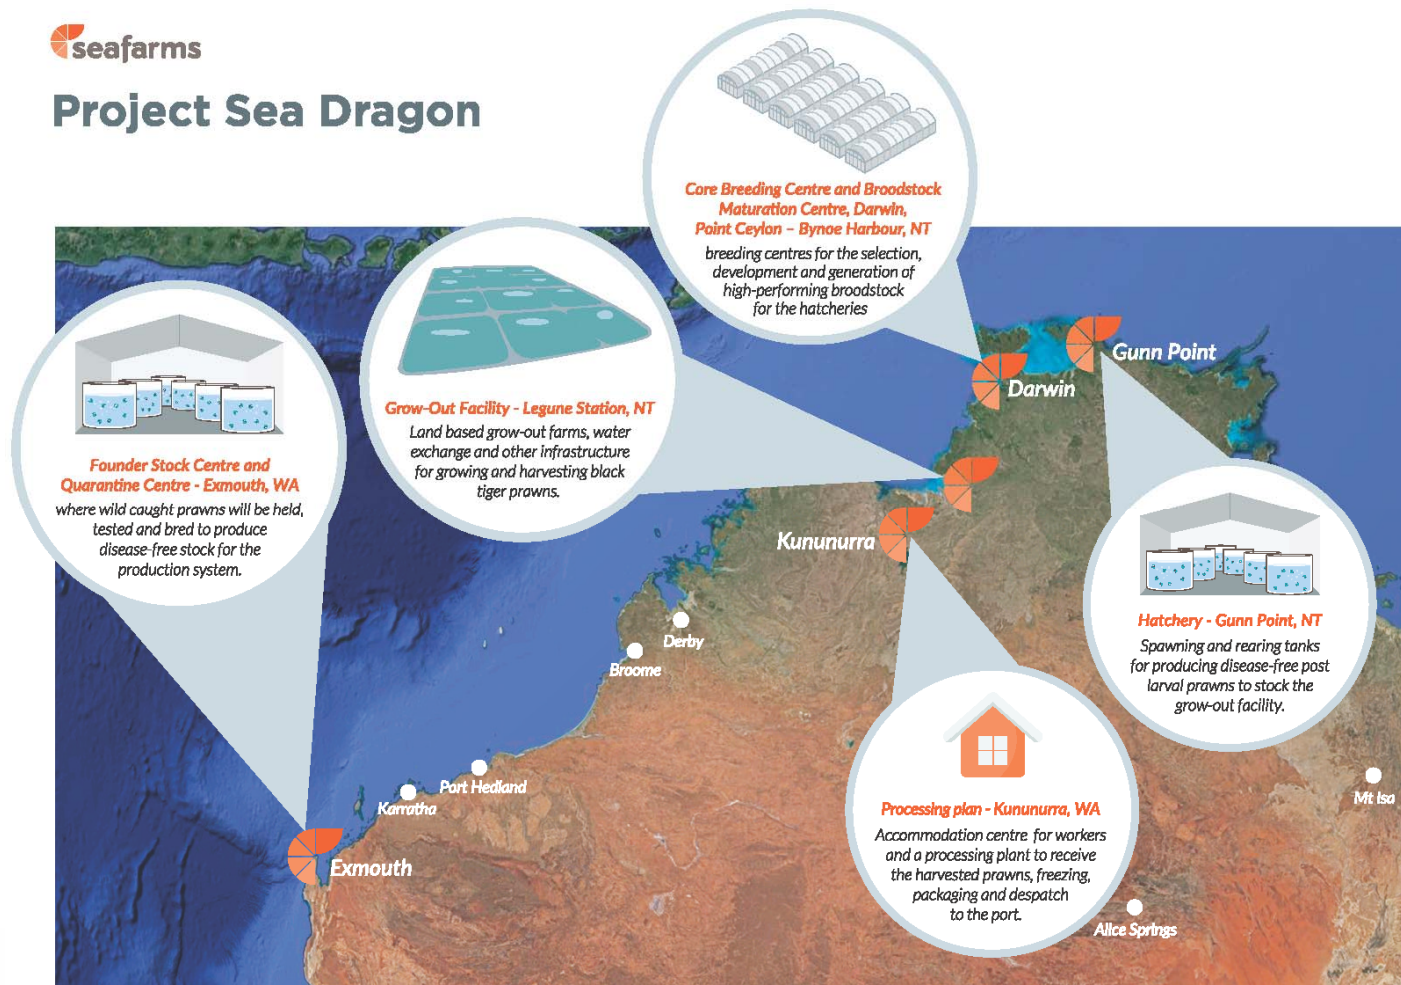 seafarms
Project Sea Dragon
Core Breeding Centre and Broodstock
Maturation Centre, Darwin,
Point Ceylon – Bynoe Harbour, NT
breeding centres for the selection,
development and generation of
high-performing broodstock
for the hatcheries
Grow-Out Facility - Legune Station, NT
Land based grow-out farms, water
exchange and other infrastructure
for growing and harvesting black
tiger prawns.
Founder Stock Centre and
Quarantine Centre - Exmouth, WA
where wild caught prawns will be held,
tested and bred to produce
disease-free stock for the
production system.
Gunn Point
Darwin
Kununurra
Derby
Broome
Port Hedland
Karratha
Exmouth
Hatchery - Gunn Point, NT
Spawning and rearing tanks
for producing disease-free post
larval prawns to stock the
grow-out facility.
Processing plan - Kununurra, WA
Accommodation centre for workers
and a processing plant to receive
the harvested prawns, freezing,
packaging and despatch
to the port.
Mt Isa
Alice Springs